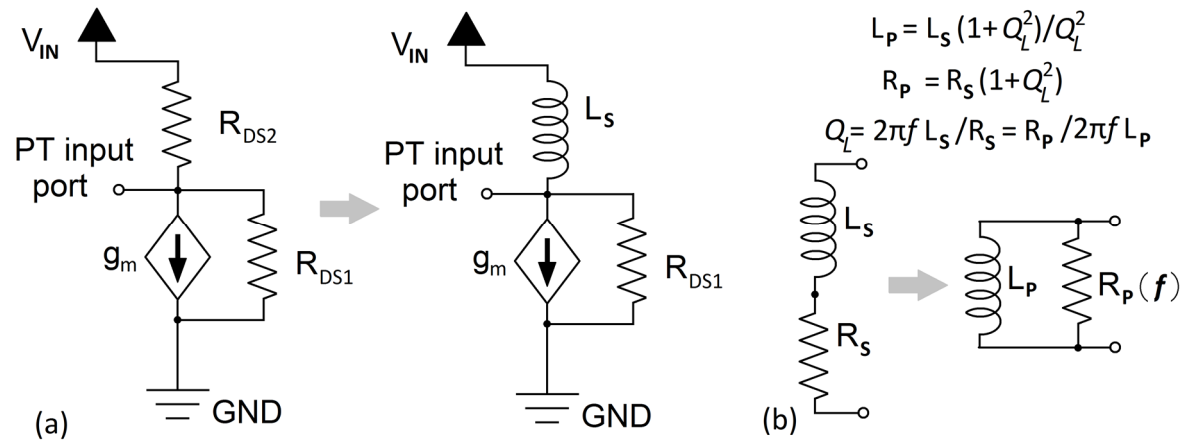 V_IN
R_DS2
PT input
port
g_m
R_DS1
GND
(a)
V_IN
L_S
PT input
port
g_m
R_DS1
GND
L_P = L_S (1+Q_L^2)/Q_L^2
R_P = R_S (1+Q_L^2)
Q_L = 2πf L_S /R_S = R_P /2πf L_P
L_S
R_S
L_P
R_P (f)
(b)